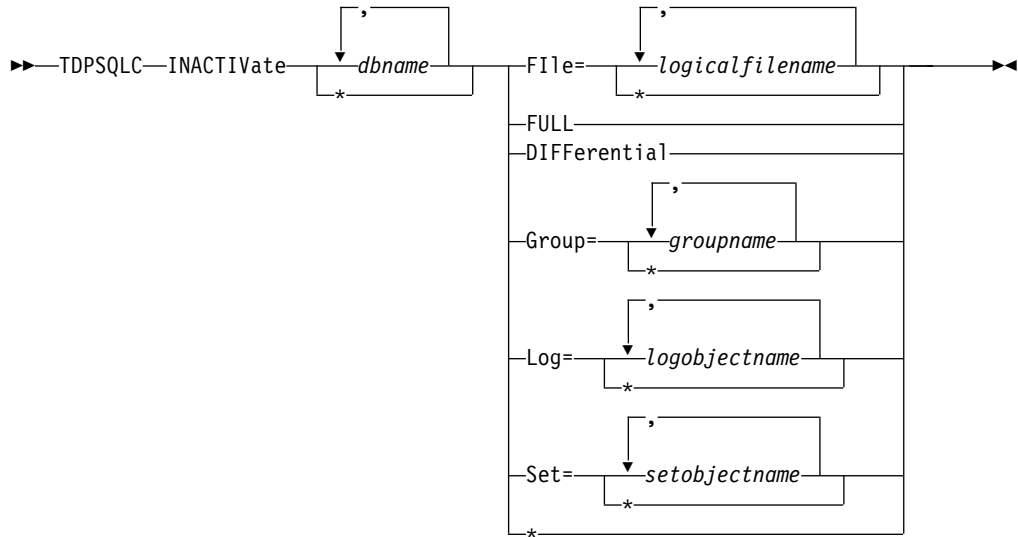 , ,
TDPSQLC INACTIVate dbname FIle= logicalfilename
* *
FULL
DIFFerential
,
Group= groupname
*
,
Log= logobjectname
*
,
Set= setobjectname
*
*